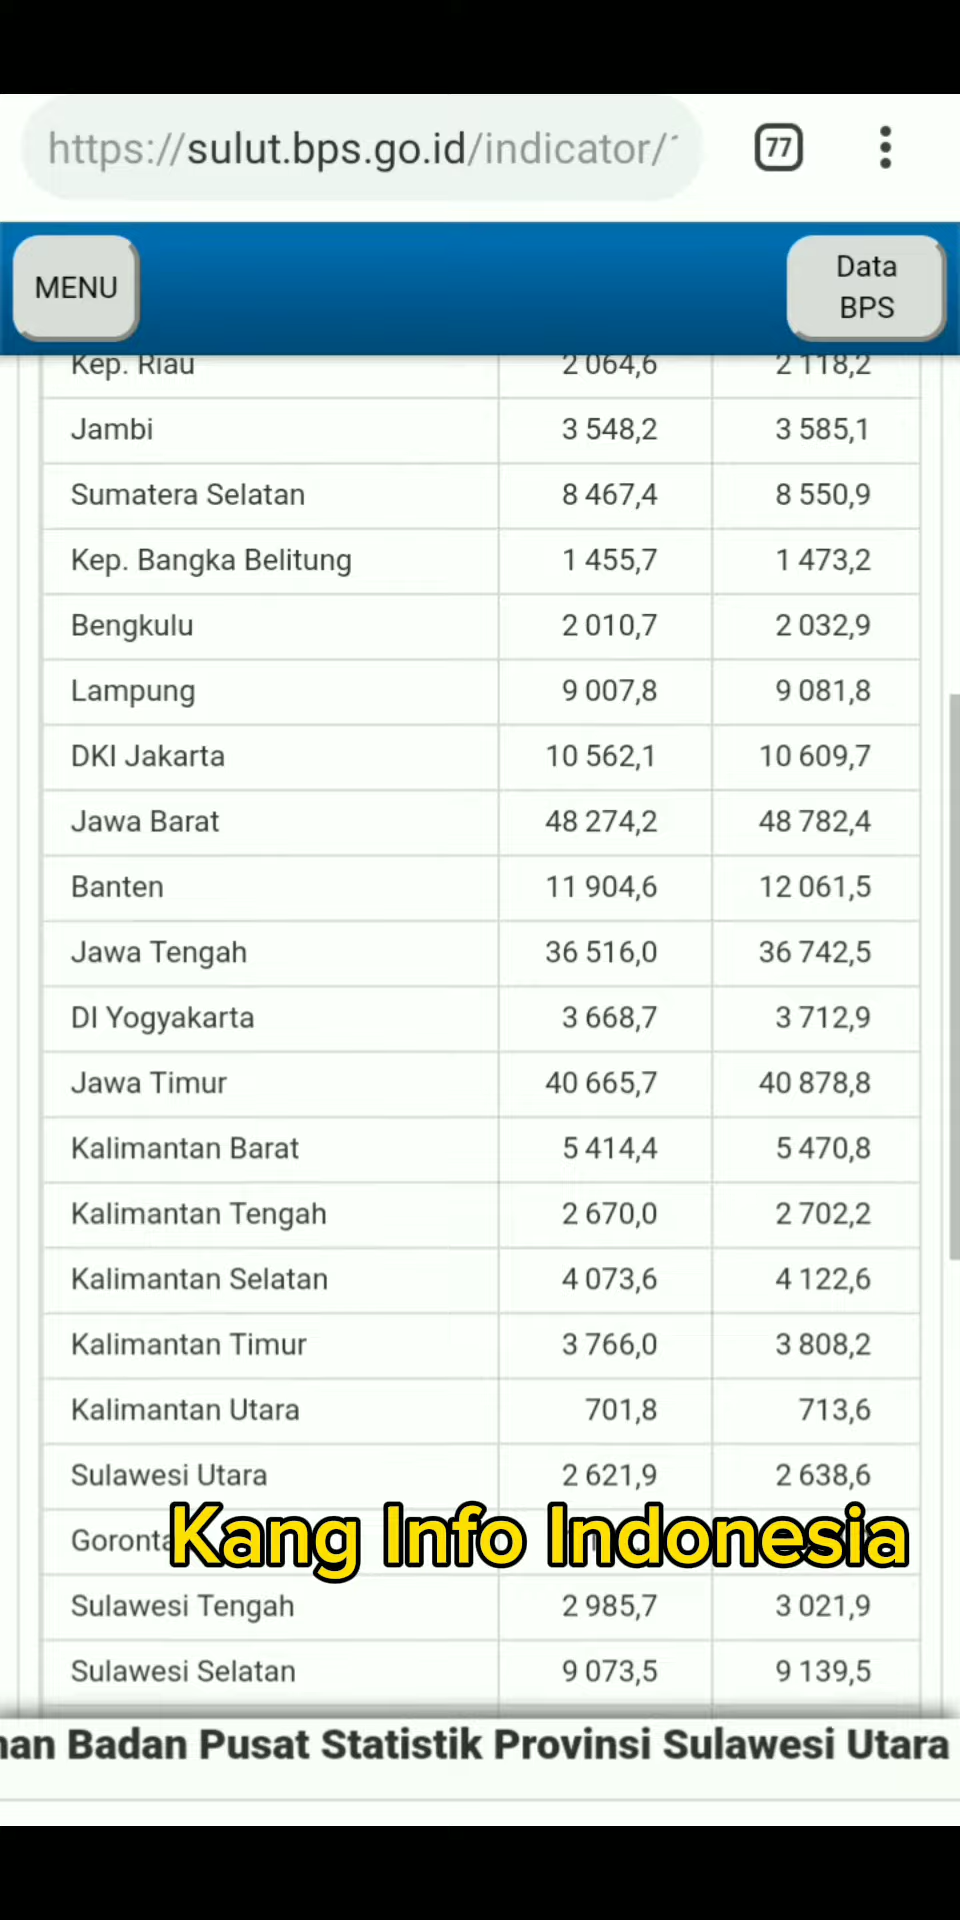 https://sulut.bps.go.id/indicator/
77
MENU
Data
BPS
Kep. Riau 2 064,6 2 118,2
Jambi 3 548,2 3 585,1
Sumatera Selatan 8 467,4 8 550,9
Kep. Bangka Belitung 1 455,7 1 473,2
Bengkulu 2 010,7 2 032,9
Lampung 9 007,8 9 081,8
DKI Jakarta 10 562,1 10 609,7
Jawa Barat 48 274,2 48 782,4
Banten 11 904,6 12 061,5
Jawa Tengah 36 516,0 36 742,5
DI Yogyakarta 3 668,7 3 712,9
Jawa Timur 40 665,7 40 878,8
Kalimantan Barat 5 414,4 5 470,8
Kalimantan Tengah 2 670,0 2 702,2
Kalimantan Selatan 4 073,6 4 122,6
Kalimantan Timur 3 766,0 3 808,2
Kalimantan Utara 701,8 713,6
Sulawesi Utara 2 621,9 2 638,6
Kang Info Indonesia
Sulawesi Tengah 2 985,7 3 021,9
Sulawesi Selatan 9 073,5 9 139,5
Badan Pusat Statistik Provinsi Sulawesi Utara